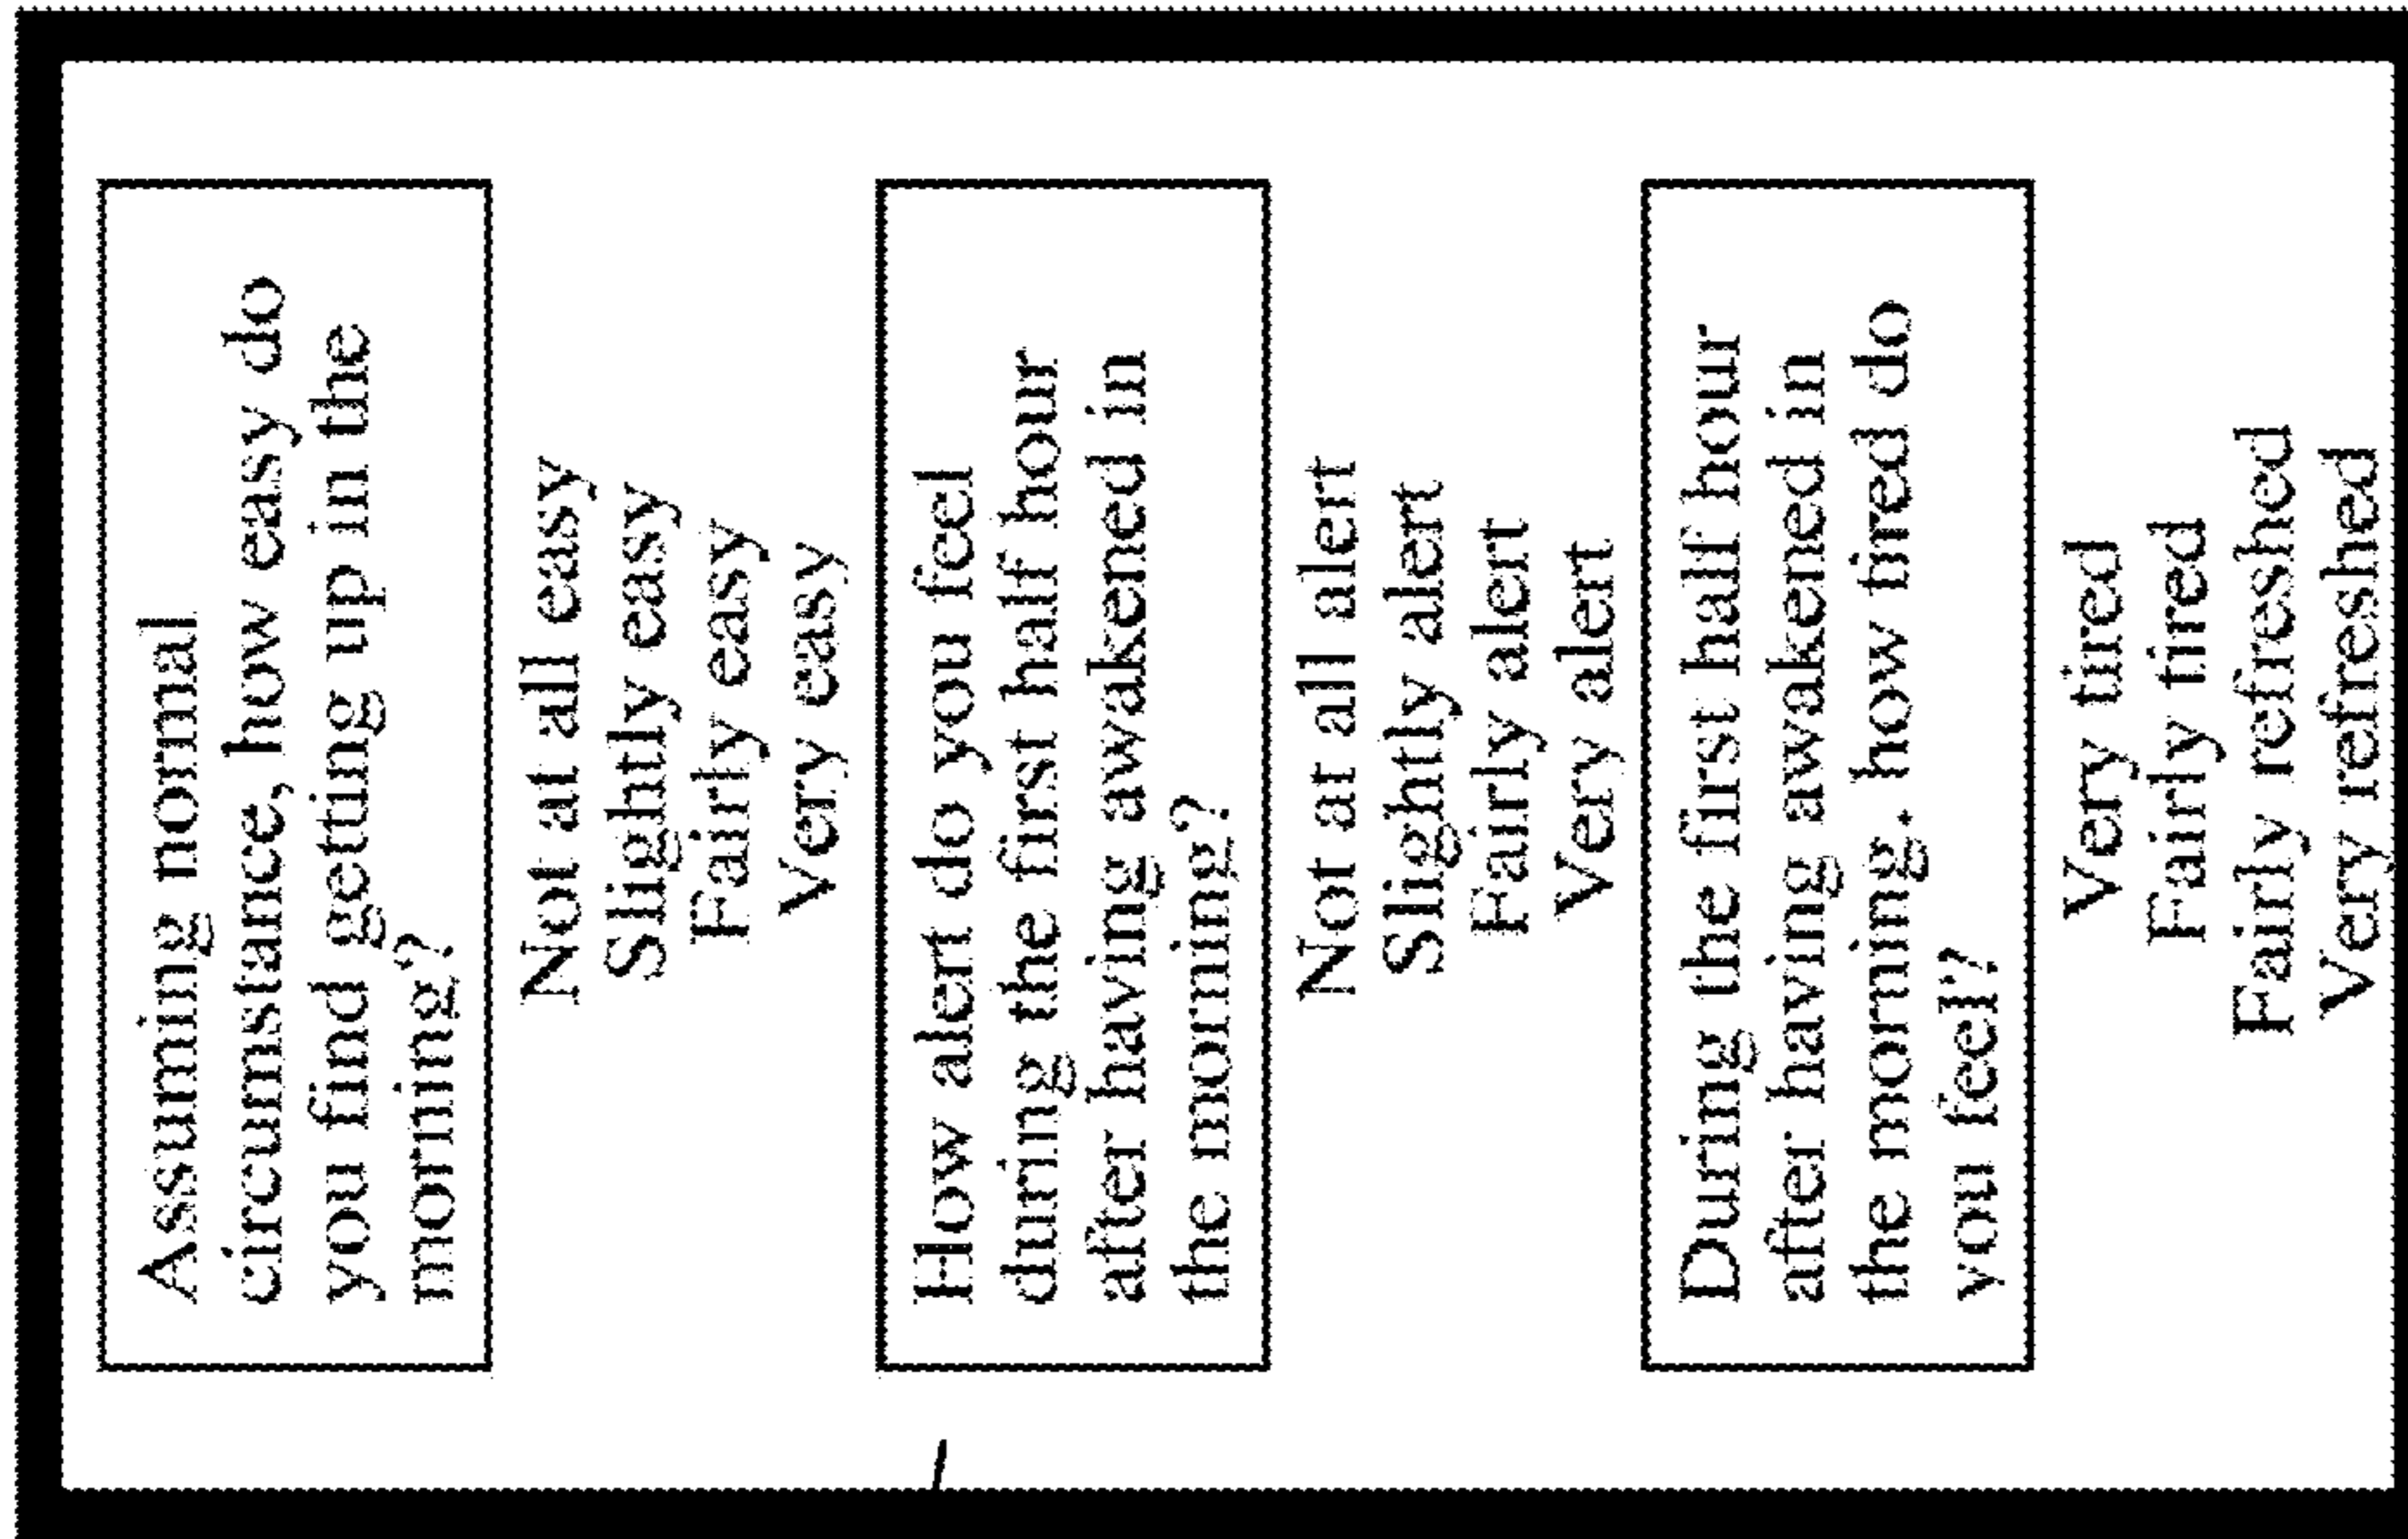 Assuming normal
circumstance, how easy do
you find getting up in the
morning?
Not at all easy
Slightly easy
Fairly easy
Very easy
How alert do you feel
during the first half hour
after having awakened in
the morning?
Not at all alert
Slightly alert
Fairly alert
Very alert
During the first half hour
after having awakened in
the morning, how tired do
you feel?
Very tired
Fairly tired
Fairly refreshed
Very refreshed